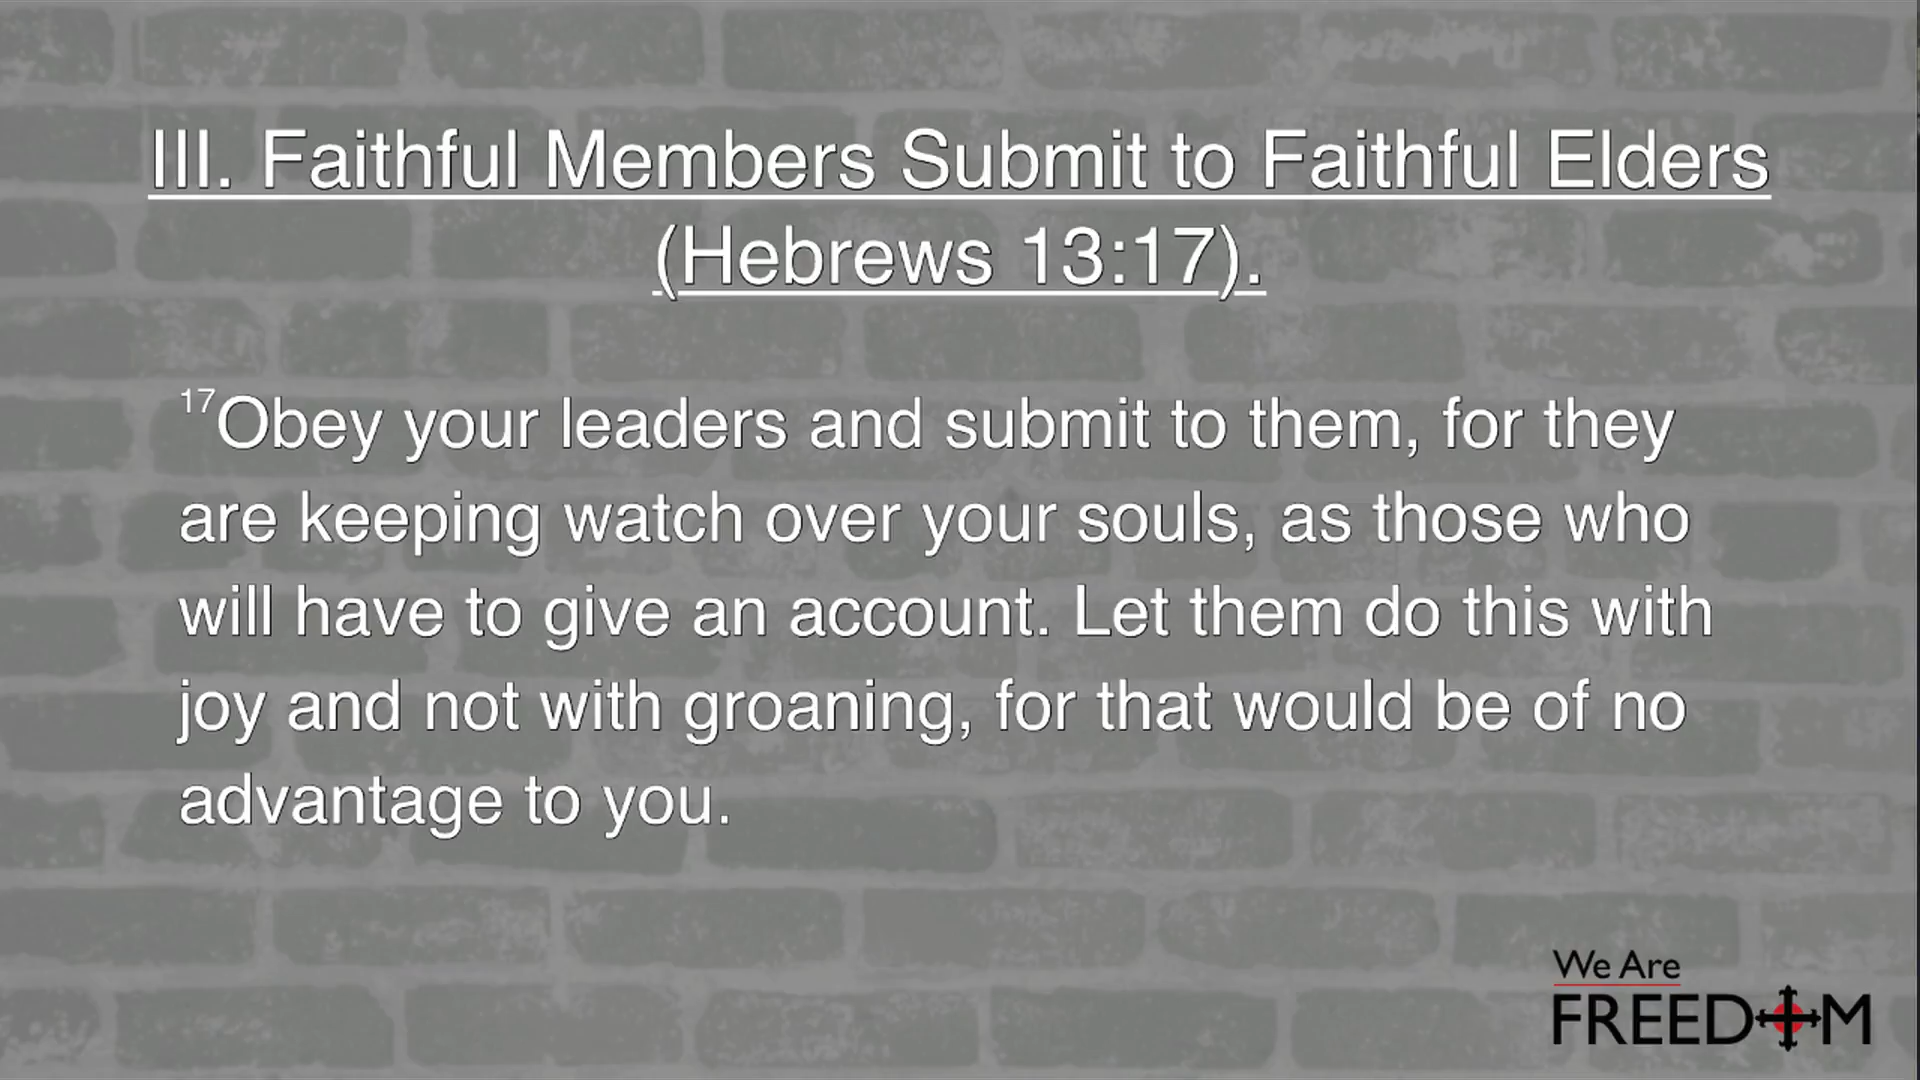 III. Faithful Members Submit to Faithful Elders
(Hebrews 13:17).
17Obey your leaders and submit to them, for they
are keeping watch over your souls, as those who
will have to give an account. Let them do this with
joy and not with groaning, for that would be of no
advantage to you.
We Are
FREEDOM